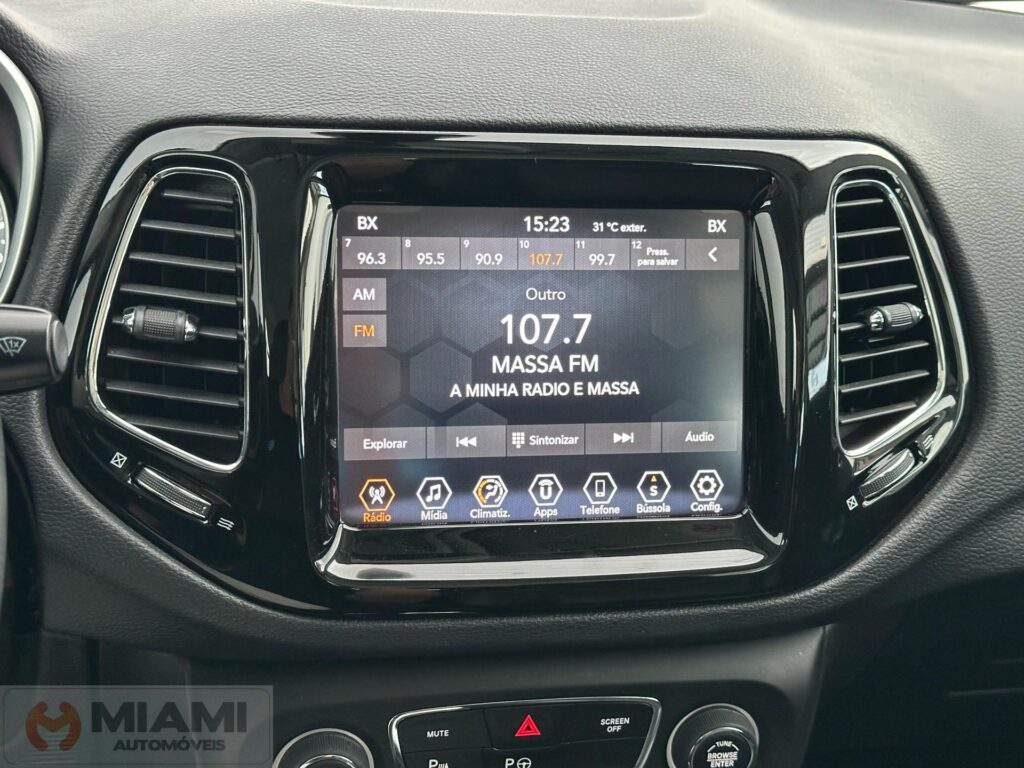 BX 15:23 31 °C exter. BX
7 8 9 10 11 12
96.3 95.5 90.9 107.7 99.7 Press. para salvar
AM
FM
Outro
107.7
MASSA FM
A MINHA RADIO E MASSA
Explorar Sintonizar Áudio
Rádio Mídia Climatiz. Apps Telefone Bússola Config.
S
1x
MUTE
SCREEN OFF
P P
TUNE
BROWSE
ENTER
MIAMI
AUTOMÓVEIS